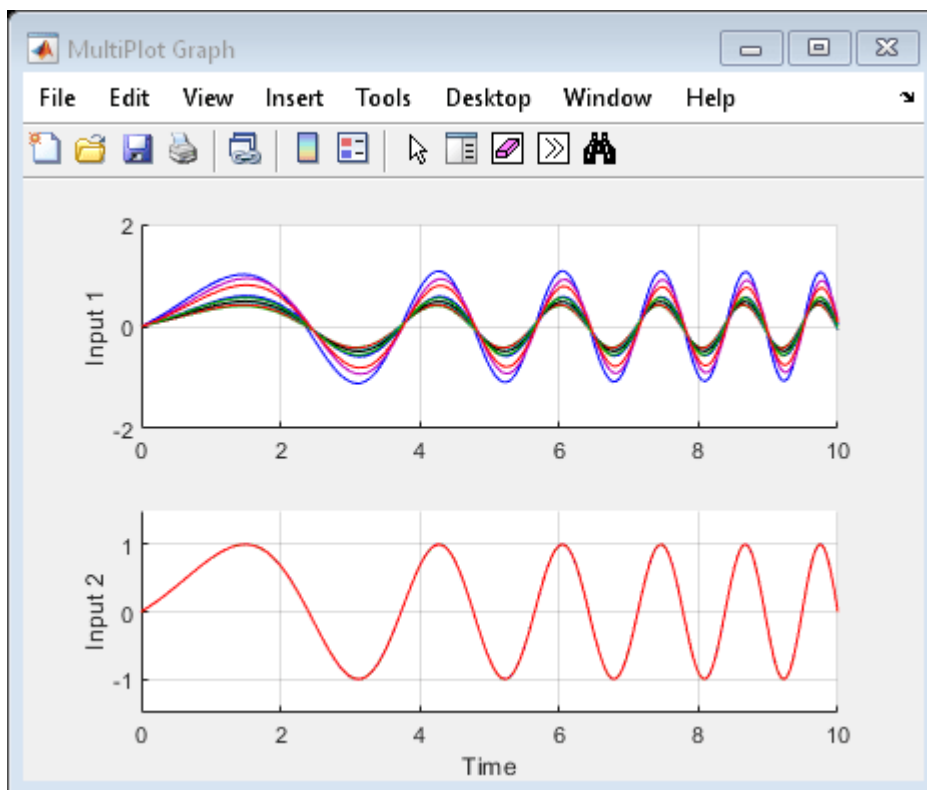 MultiPlot Graph
File Edit View Insert Tools Desktop Window Help
2
0
-2
Input 1
0 2 4 6 8 10
1
0
-1
Input 2
0 2 4 6 8 10
Time